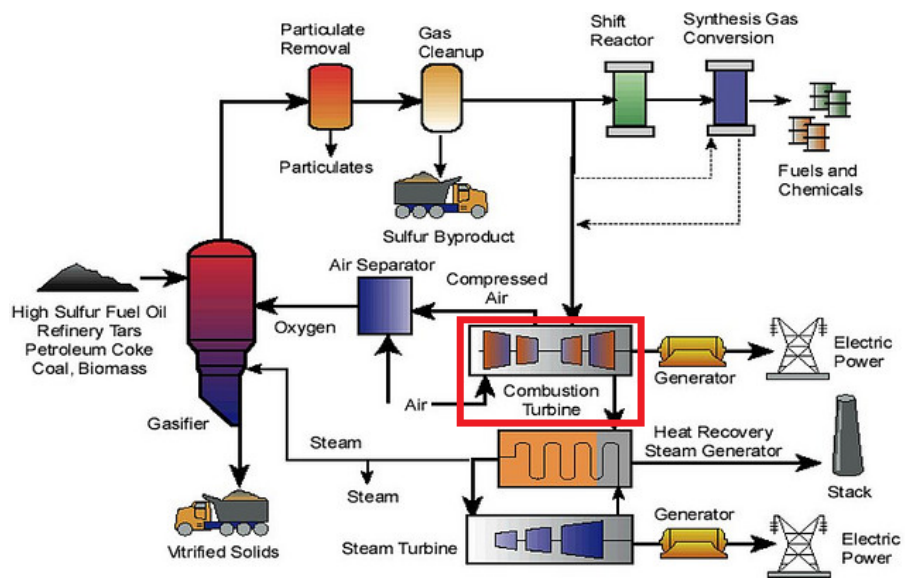 Particulate
Removal
Gas
Cleanup
Shift
Reactor
Synthesis Gas
Conversion
Particulates
Fuels and
Chemicals
Sulfur Byproduct
Air Separator
Compressed
Air
High Sulfur Fuel Oil
Refinery Tars
Petroleum Coke
Coal, Biomass
Oxygen
Electric
Power
Generator
Air
Combustion
Turbine
Gasifier
Steam
Heat Recovery
Steam Generator
Steam
Stack
Vitrified Solids
Steam Turbine
Generator
Electric
Power